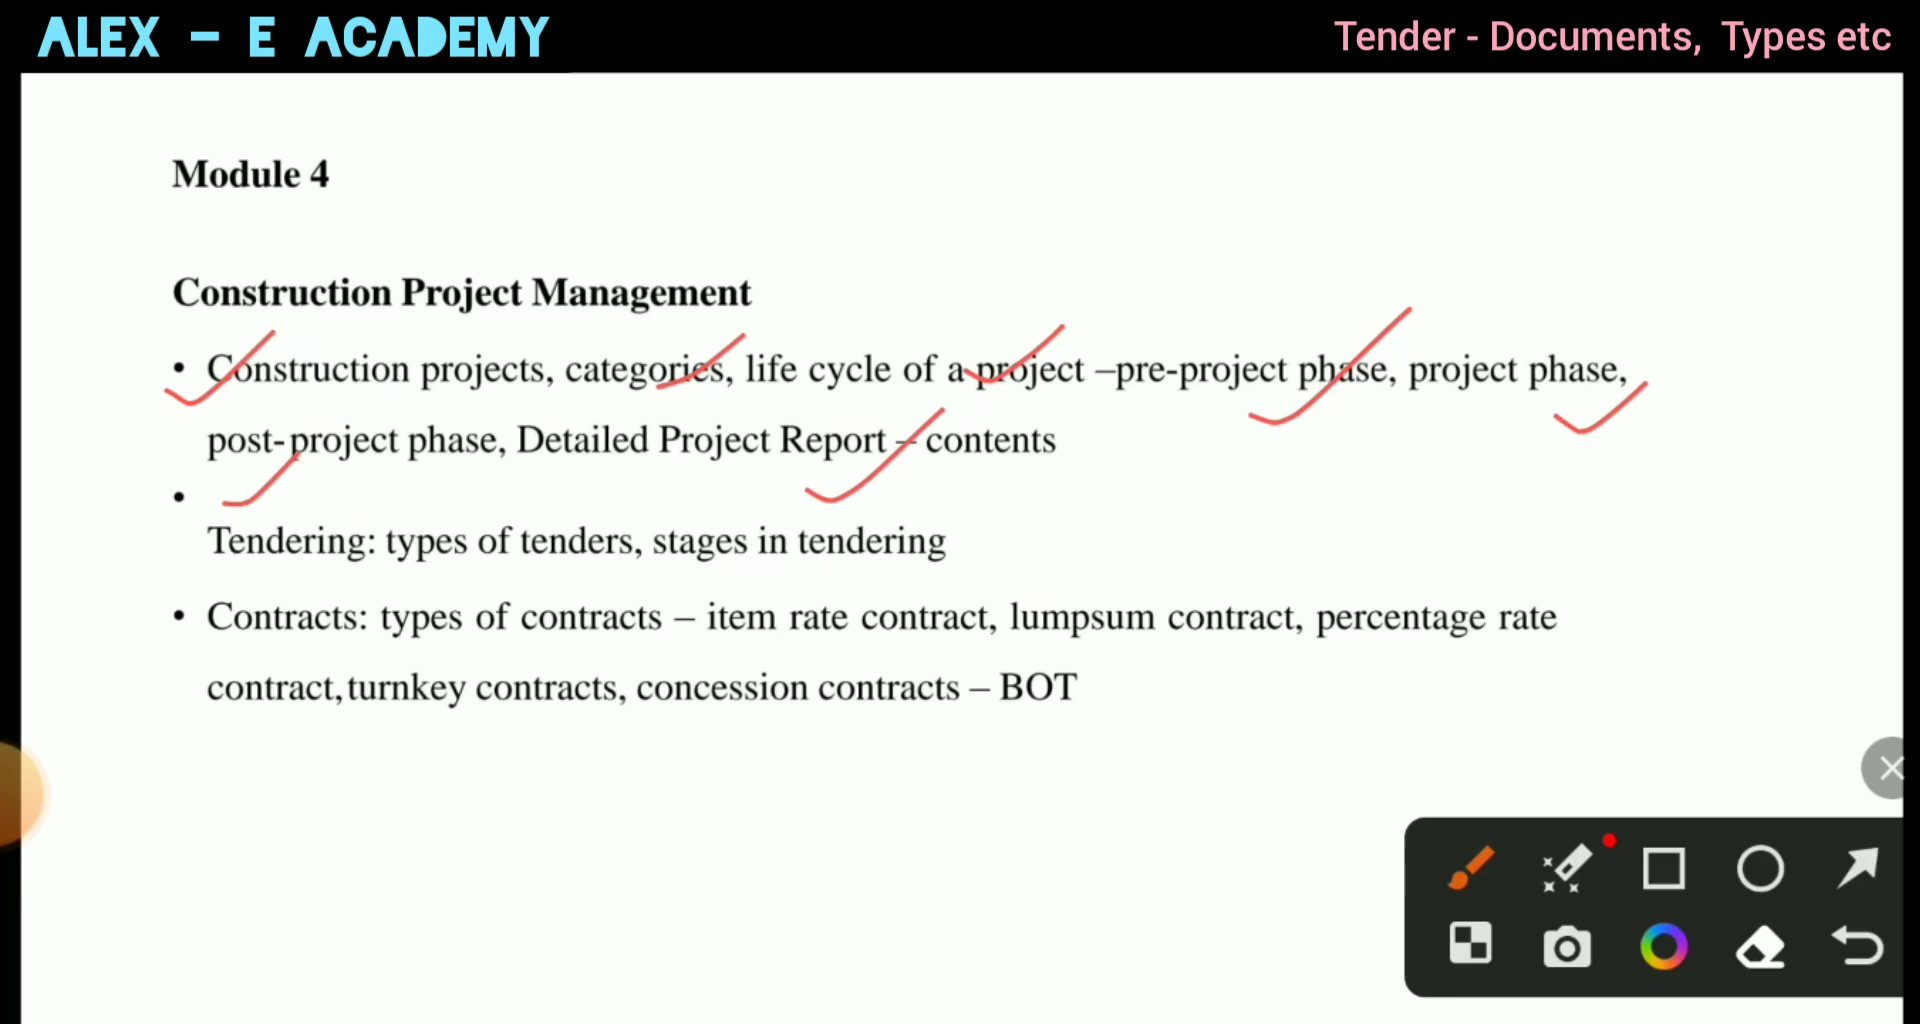 ALEX – E ACADEMY
Tender - Documents, Types etc
Module 4
Construction Project Management
• Construction projects, categories, life cycle of a project –pre-project phase, project phase,
post-project phase, Detailed Project Report – contents
•
Tendering: types of tenders, stages in tendering
• Contracts: types of contracts – item rate contract, lumpsum contract, percentage rate
contract,turnkey contracts, concession contracts – BOT